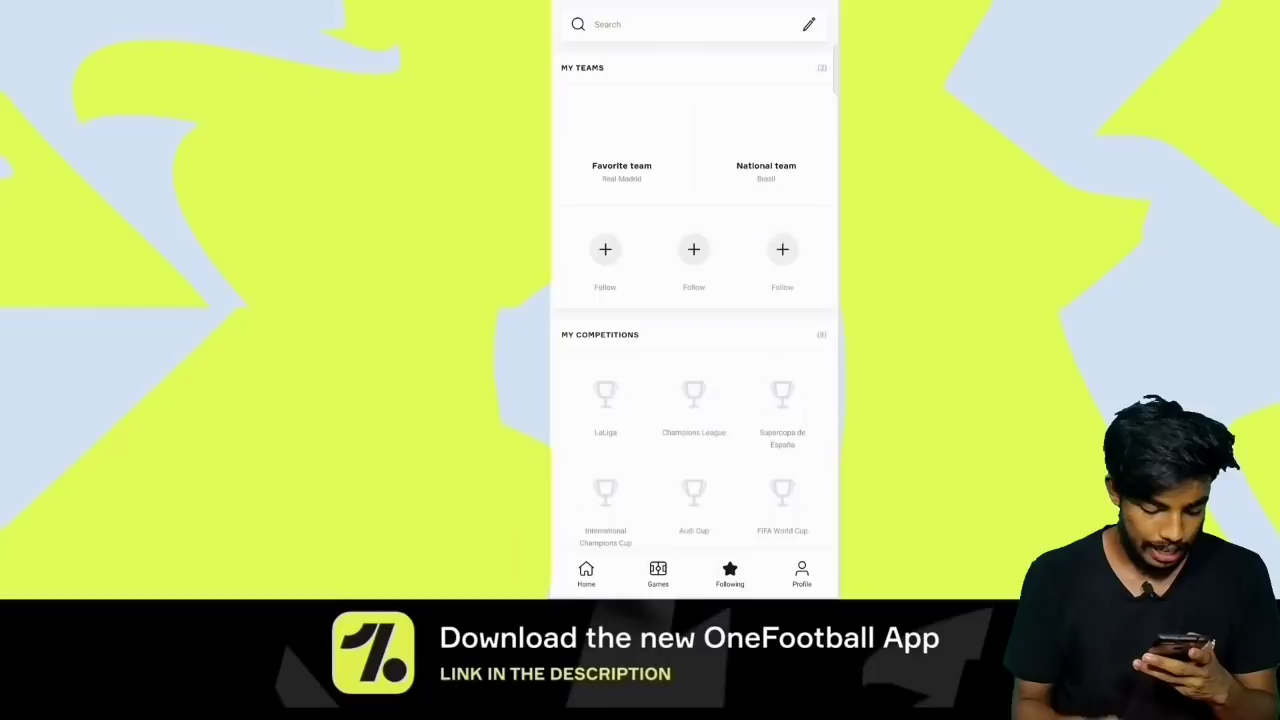 Search
MY TEAMS (2)
Favorite team National team
Real Madrid Brazil
Follow Follow Follow
MY COMPETITIONS (8)
LaLiga Champions League Supercopa de
España
International Audi Cup FIFA World Cup
Champions Cup
Home Games Following Profile
Download the new OneFootball App
LINK IN THE DESCRIPTION